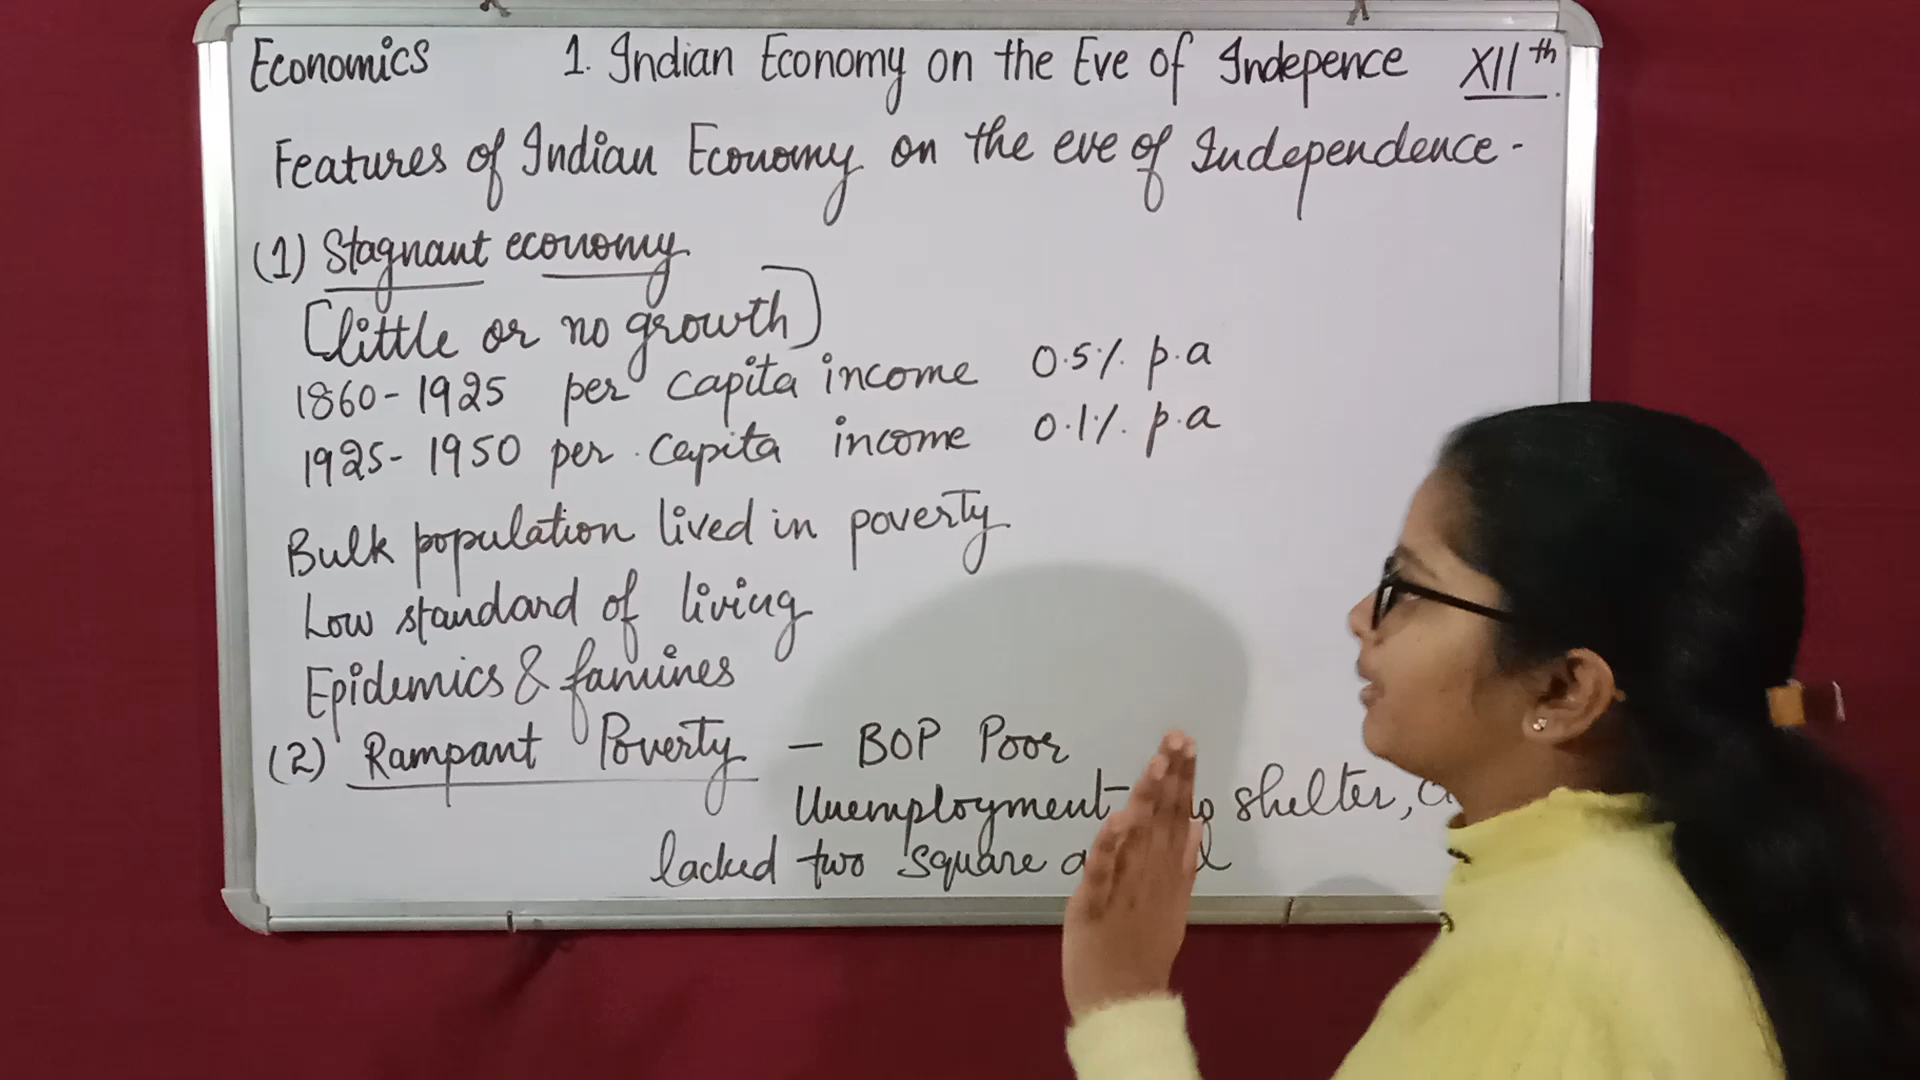 Economics 1. Indian Economy on the Eve of Indepence XIIth.
Features of Indian Economy on the eve of Independence -
(1) Stagnant economy
[little or no growth]
1860-1925 per capita income 0.5% p.a
1925-1950 per capita income 0.1% p.a
Bulk population lived in poverty
Low standard of living
Epidemics & famines
(2) Rampant Poverty - BOP Poor
Unemployment shelter,
lacked two square